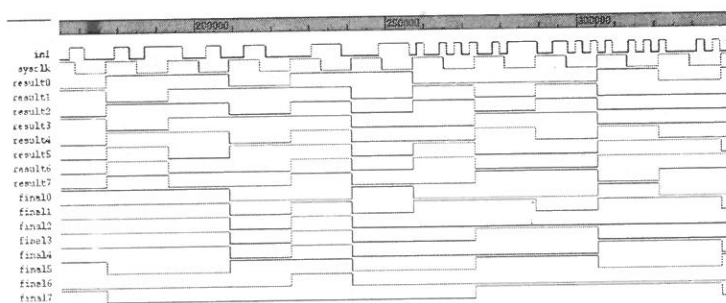 200000 250000 300000
in1
sysclk
result0
result1
result2
result3
result4
result5
result6
result7
final0
final1
final2
final3
final4
final5
final6
final7